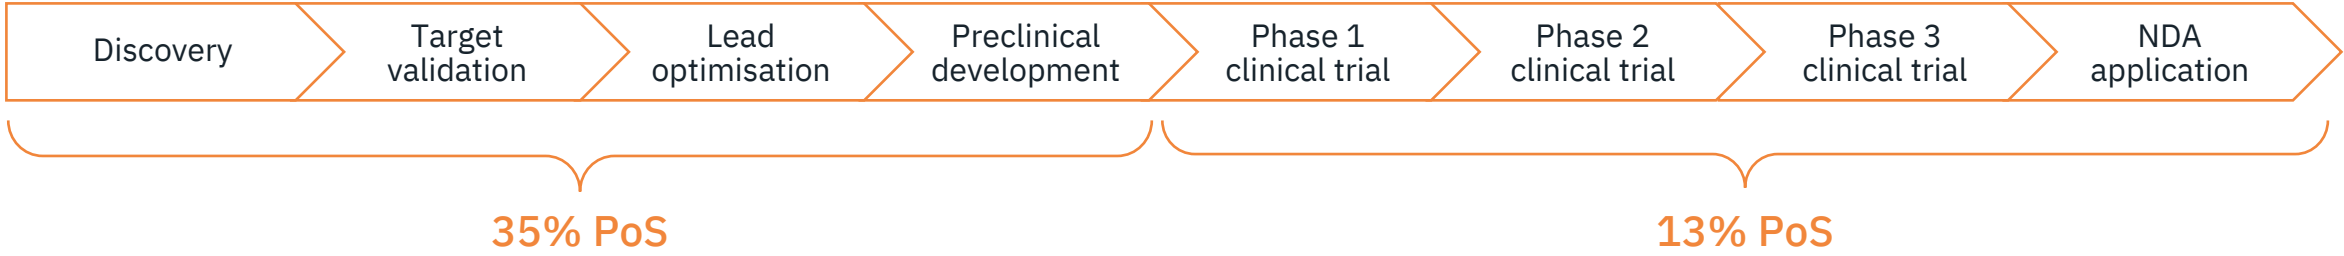 Discovery
Target
validation
Lead
optimisation
Preclinical
development
Phase 1
clinical trial
Phase 2
clinical trial
Phase 3
clinical trial
NDA
application
35% PoS
13% PoS